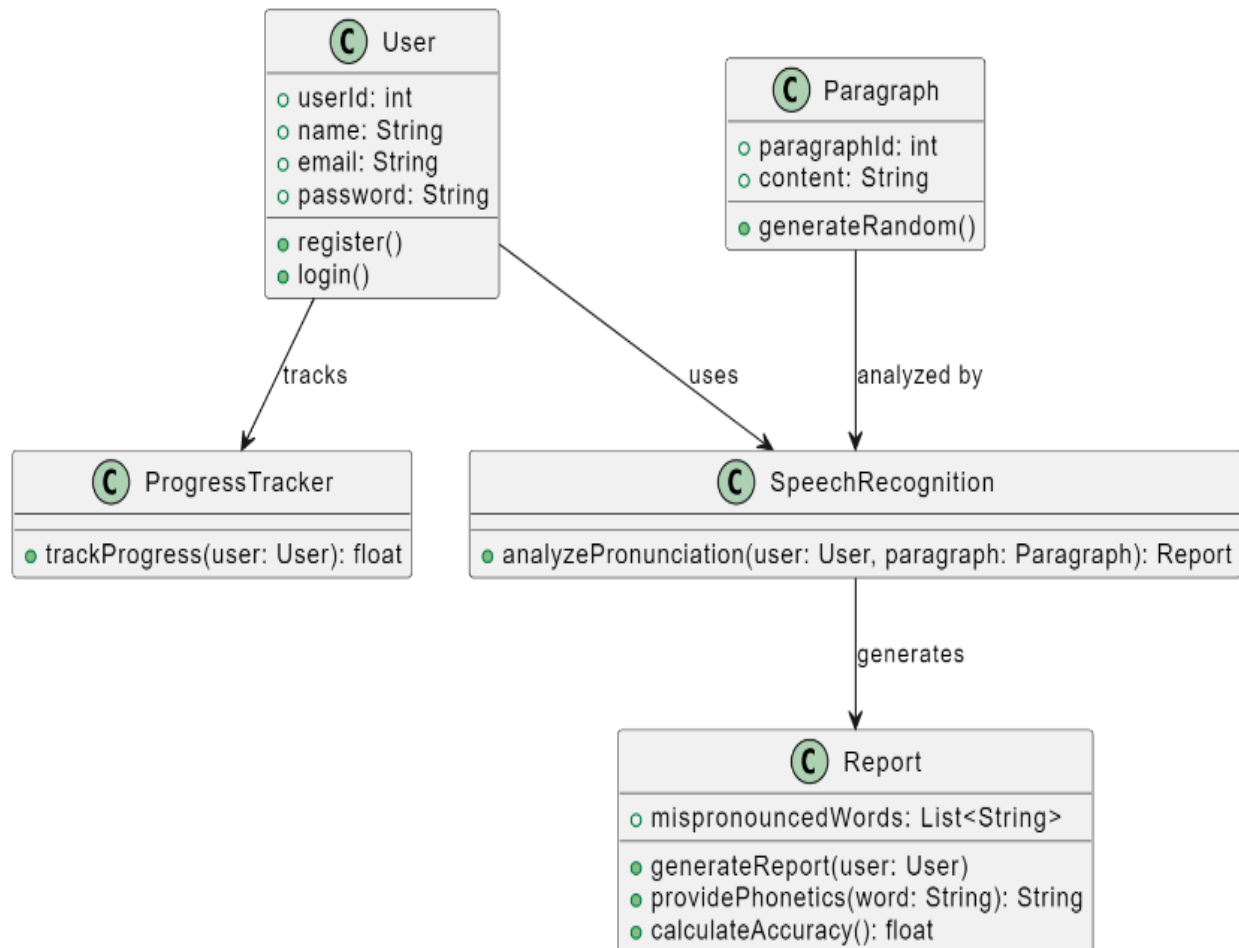 C User
userId: int
name: String
email: String
password: String
register()
login()
C Paragraph
paragraphId: int
content: String
generateRandom()
tracks
uses
analyzed by
C ProgressTracker
trackProgress(user: User): float
C SpeechRecognition
analyzePronunciation(user: User, paragraph: Paragraph): Report
generates
C Report
mispronouncedWords: List<String>
generateReport(user: User)
providePhonetics(word: String): String
calculateAccuracy(): float